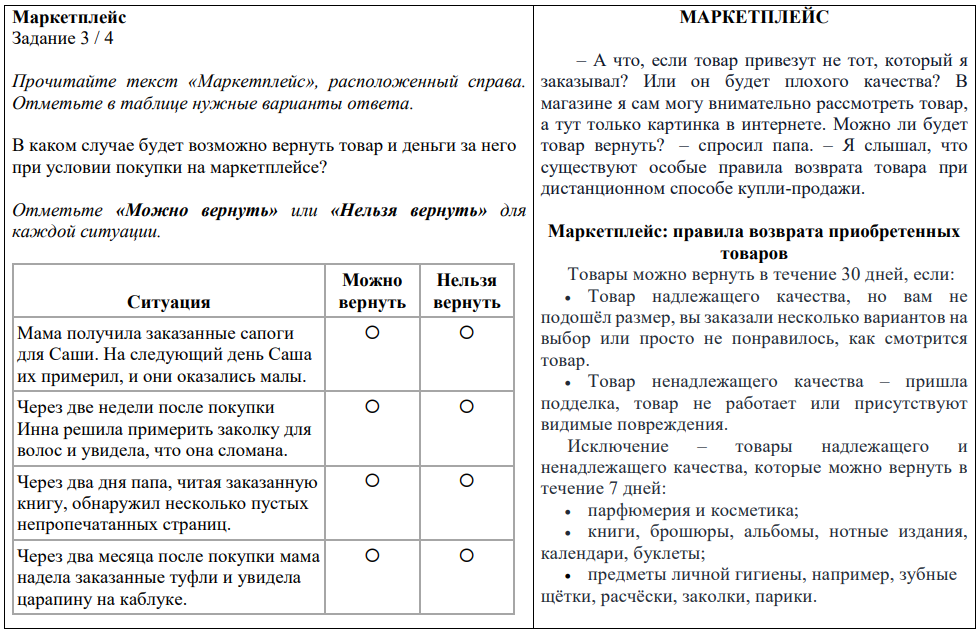 Маркетплейс
Задание 3 / 4
Прочитайте текст «Маркетплейс», расположенный справа.
Отметьте в таблице нужные варианты ответа.
В каком случае будет возможно вернуть товар и деньги за него
при условии покупки на маркетплейсе?
Отметьте «Можно вернуть» или «Нельзя вернуть» для
каждой ситуации.
Ситуация
Можно
вернуть
Нельзя
вернуть
Мама получила заказанные сапоги
для Саши. На следующий день Саша
их примерил, и они оказались малы.
Через две недели после покупки
Инна решила примерить заколку для
волос и увидела, что она сломана.
Через два дня папа, читая заказанную
книгу, обнаружил несколько пустых
непропечатанных страниц.
Через два месяца после покупки мама
надела заказанные туфли и увидела
царапину на каблуке.
МАРКЕТПЛЕЙС
– А что, если товар привезут не тот, который я
заказывал? Или он будет плохого качества? В
магазине я сам могу внимательно рассмотреть товар,
а тут только картинка в интернете. Можно ли будет
товар вернуть? – спросил папа. – Я слышал, что
существуют особые правила возврата товара при
дистанционном способе купли-продажи.
Маркетплейс: правила возврата приобретенных
товаров
Товары можно вернуть в течение 30 дней, если:
• Товар надлежащего качества, но вам не
подошёл размер, вы заказали несколько вариантов на
выбор или просто не понравилось, как смотрится
товар.
• Товар ненадлежащего качества – пришла
подделка, товар не работает или присутствуют
видимые повреждения.
Исключение – товары надлежащего и
ненадлежащего качества, которые можно вернуть в
течение 7 дней:
• парфюмерия и косметика;
• книги, брошюры, альбомы, нотные издания,
календари, буклеты;
• предметы личной гигиены, например, зубные
щётки, расчёски, заколки, парики.